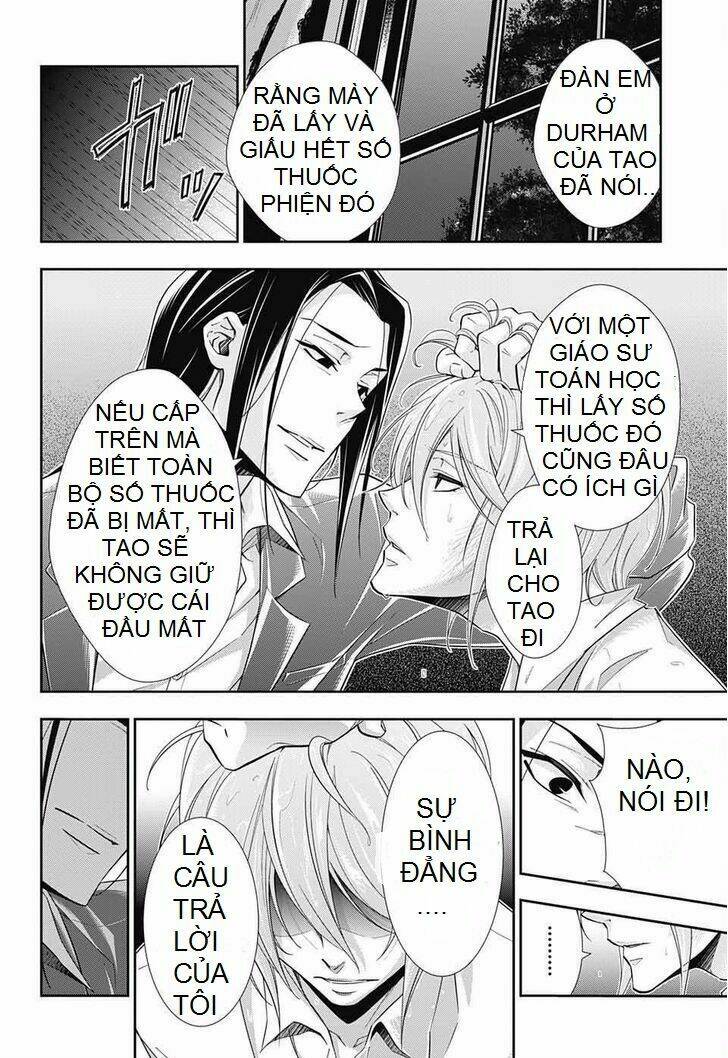 ĐÀN EM
Ở
DURHAM
CỦA TAO
ĐÃ NÓI..
RẰNG MÀY
ĐÃ LẤY VÀ
GIẤU HẾT SỐ
THUỐC
PHIỆN ĐÓ
ガッ
VỚI MỘT
GIÁO SƯ
TOÁN HỌC
THÌ LẤY SỐ
THUỐC ĐÓ
CŨNG ĐÂU
CÓ ÍCH GÌ
TRẢ
LẠI
CHO
TAO
ĐI
NẾU CẤP
TRÊN MÀ
BIẾT TOÀN
BỘ SỐ THUỐC
ĐÃ BỊ MẤT, THÌ
TAO SẼ
KHÔNG GIỮ
ĐƯỢC CÁI
ĐẦU MẤT
NÀO,
NÓI ĐI!
.........
SỰ
BÌNH
ĐẲNG
....
LÀ
CÂU
TRẢ
LỜI
CỦA
TÔI